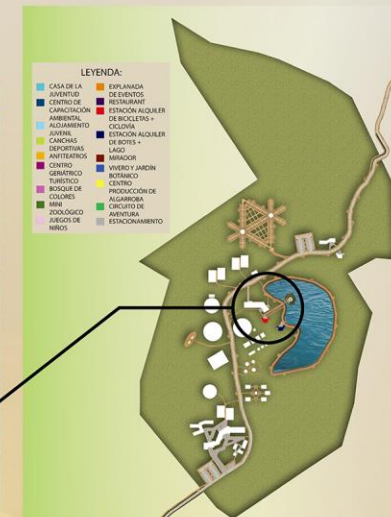 LEYENDA:
CASA DE LA
JUVENTUD
CENTRO DE
CAPACITACIÓN
AMBIENTAL
ALOJAMIENTO
JUVENIL
CANCHAS
DEPORTIVAS
ANFITEATROS
CENTRO
GERIÁTRICO
TURÍSTICO
BOSQUE DE
COLORES
MINI
ZOOLÓGICO
JUEGOS DE
NIÑOS
EXPLANADA
DE EVENTOS
RESTAURANT
ESTACIÓN ALQUILER
DE BICICLETAS +
CICLOVÍA
ESTACIÓN ALQUILER
DE BOTES +
LAGO
MIRADOR
VIVERO Y JARDÍN
BOTÁNICO
CENTRO
PRODUCCIÓN DE
ALGARROBA
CIRCUITO DE
AVENTURA
ESTACIONAMIENTO